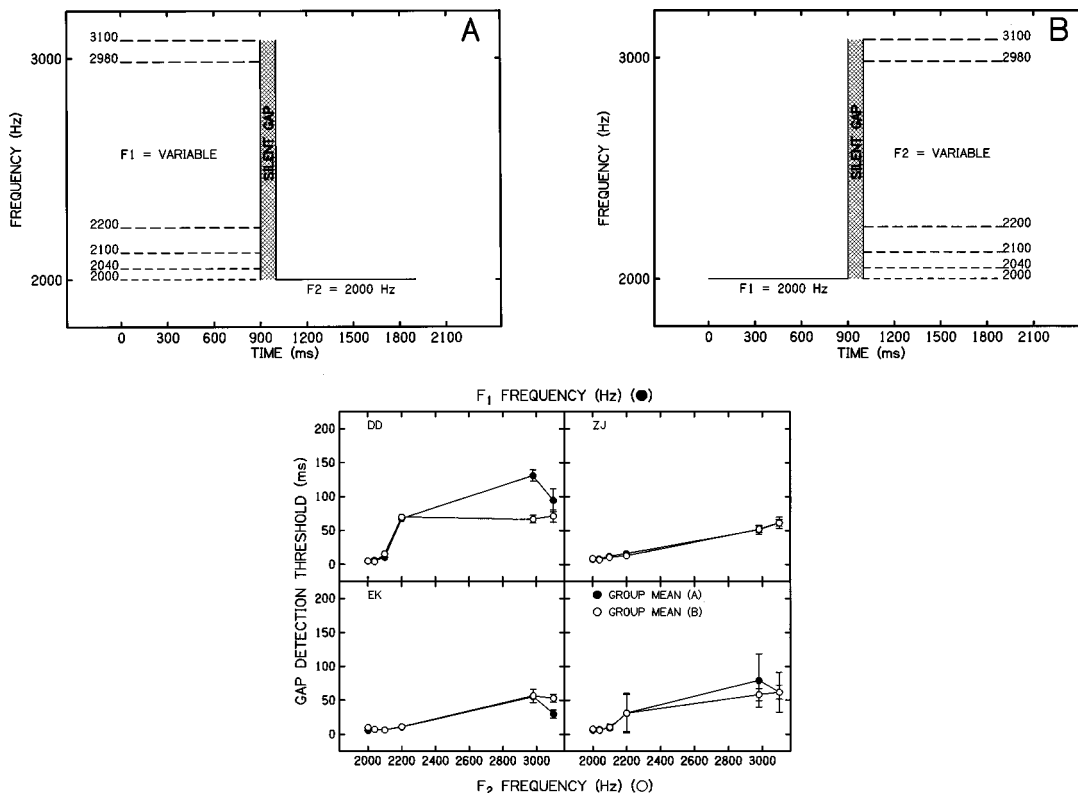 A
3100
3000
2980
FREQUENCY (Hz)
F1 = VARIABLE
SILENT GAP
2200
2100
2040
2000
2000
F2 = 2000 Hz
0 300 600 900 1200 1500 1800 2100
TIME (ms)
B
3100
3000
2980
FREQUENCY (Hz)
SILENT GAP
F2 = VARIABLE
2200
2100
2040
2000
2000
F1 = 2000 Hz
0 300 600 900 1200 1500 1800 2100
TIME (ms)
F1 FREQUENCY (Hz) (●)
GAP DETECTION THRESHOLD (ms)
200
150
100
50
0
DD
ZJ
200
150
100
50
0
EK
● GROUP MEAN (A)
○ GROUP MEAN (B)
2000 2200 2400 2600 2800 3000
2000 2200 2400 2600 2800 3000
F2 FREQUENCY (Hz) (○)